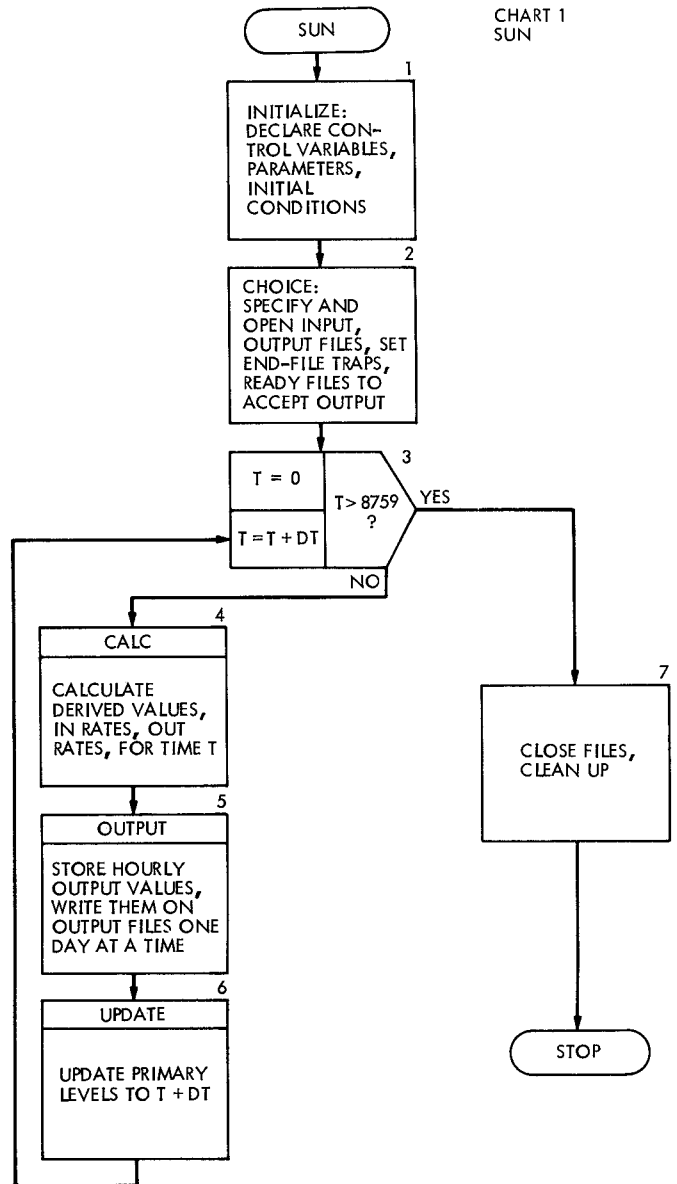 SUN
CHART 1
SUN
1
INITIALIZE:
DECLARE CON-
TROL VARIABLES,
PARAMETERS,
INITIAL
CONDITIONS
2
CHOICE:
SPECIFY AND
OPEN INPUT,
OUTPUT FILES, SET
END-FILE TRAPS,
READY FILES TO
ACCEPT OUTPUT
3
T = 0
T = T + DT
T > 8759
?
YES
NO
4
CALC
CALCULATE
DERIVED VALUES,
IN RATES, OUT
RATES, FOR TIME T
5
OUTPUT
STORE HOURLY
OUTPUT VALUES,
WRITE THEM ON
OUTPUT FILES ONE
DAY AT A TIME
6
UPDATE
UPDATE PRIMARY
LEVELS TO T + DT
7
CLOSE FILES,
CLEAN UP
STOP